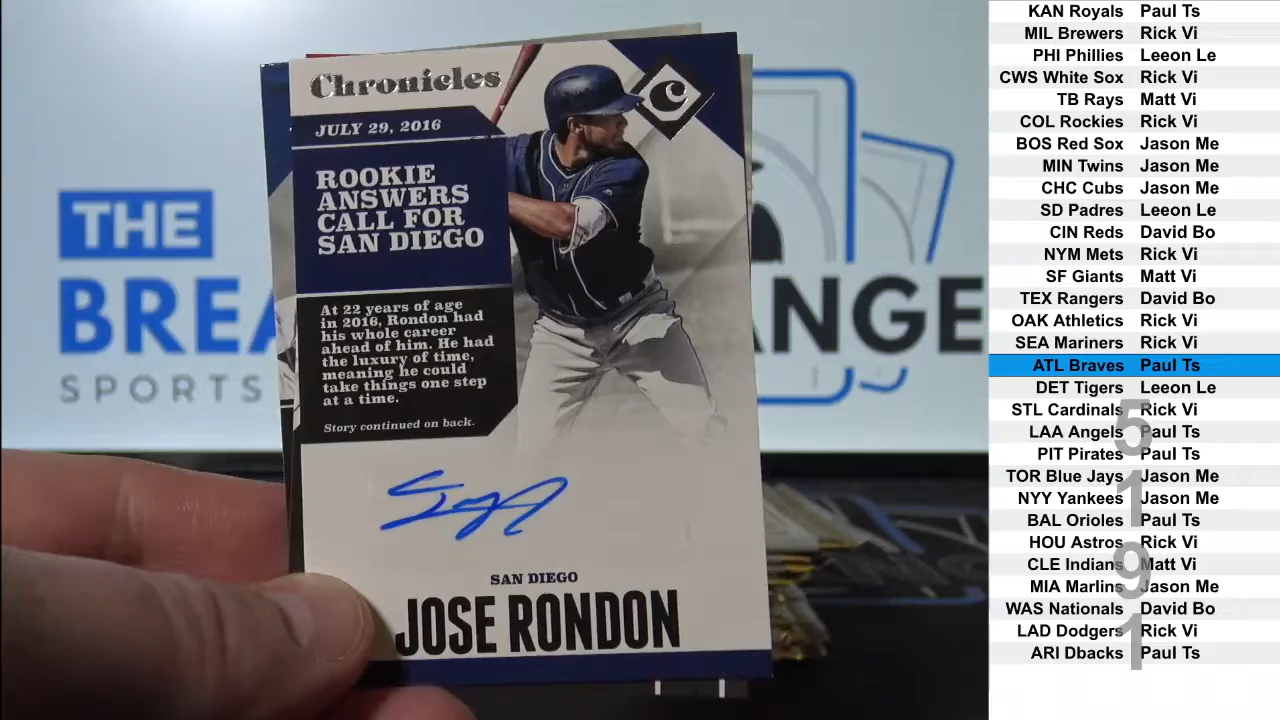 Chronicles
C
JULY 29, 2016
ROOKIE
ANSWERS
CALL FOR
SAN DIEGO
At 22 years of age
in 2016, Rondon had
his whole career
ahead of him. He had
the luxury of time,
meaning he could
take things one step
at a time.
Story continued on back.
SAN DIEGO
JOSE RONDON
THE
BREA
ANGE
SPORTS
KAN Royals Paul Ts
MIL Brewers Rick Vi
PHI Phillies Leeon Le
CWS White Sox Rick Vi
TB Rays Matt Vi
COL Rockies Rick Vi
BOS Red Sox Jason Me
MIN Twins Jason Me
CHC Cubs Jason Me
SD Padres Leeon Le
CIN Reds David Bo
NYM Mets Rick Vi
SF Giants Matt Vi
TEX Rangers David Bo
OAK Athletics Rick Vi
SEA Mariners Rick Vi
ATL Braves Paul Ts
DET Tigers Leeon Le
STL Cardinals Rick Vi
LAA Angels Paul Ts
PIT Pirates Paul Ts
TOR Blue Jays Jason Me
NYY Yankees Jason Me
BAL Orioles Paul Ts
HOU Astros Rick Vi
CLE Indians Matt Vi
MIA Marlins Jason Me
WAS Nationals David Bo
LAD Dodgers Rick Vi
ARI Dbacks Paul Ts
5
1
9
1